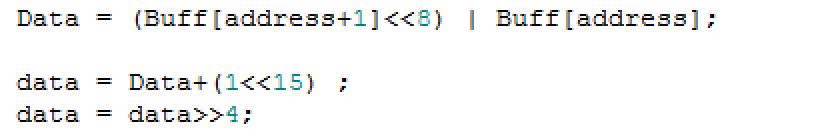 Data = (Buff[address+1]<<8) | Buff[address];
data = Data+(1<<15) ;
data = data>>4;